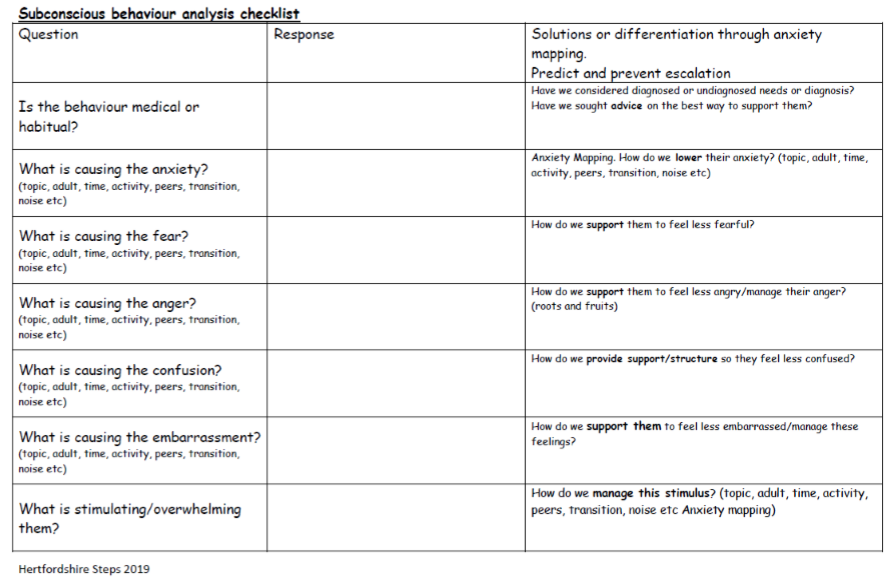 Subconscious behaviour analysis checklist
Question
Response
Solutions or differentiation through anxiety
mapping.
Predict and prevent escalation
Is the behaviour medical or
habitual?
Have we considered diagnosed or undiagnosed needs or diagnosis?
Have we sought advice on the best way to support them?
What is causing the anxiety?
(topic, adult, time, activity, peers, transition,
noise etc)
Anxiety Mapping. How do we lower their anxiety? (topic, adult, time,
activity, peers, transition, noise etc)
What is causing the fear?
(topic, adult, time, activity, peers, transition,
noise etc)
How do we support them to feel less fearful?
What is causing the anger?
(topic, adult, time, activity, peers, transition,
noise etc)
How do we support them to feel less angry/manage their anger?
(roots and fruits)
What is causing the confusion?
(topic, adult, time, activity, peers, transition,
noise etc)
How do we provide support/structure so they feel less confused?
What is causing the embarrassment?
(topic, adult, time, activity, peers, transition,
noise etc)
How do we support them to feel less embarrassed/manage these
feelings?
What is stimulating/overwhelming
them?
How do we manage this stimulus? (topic, adult, time, activity,
peers, transition, noise etc Anxiety mapping)
Hertfordshire Steps 2019